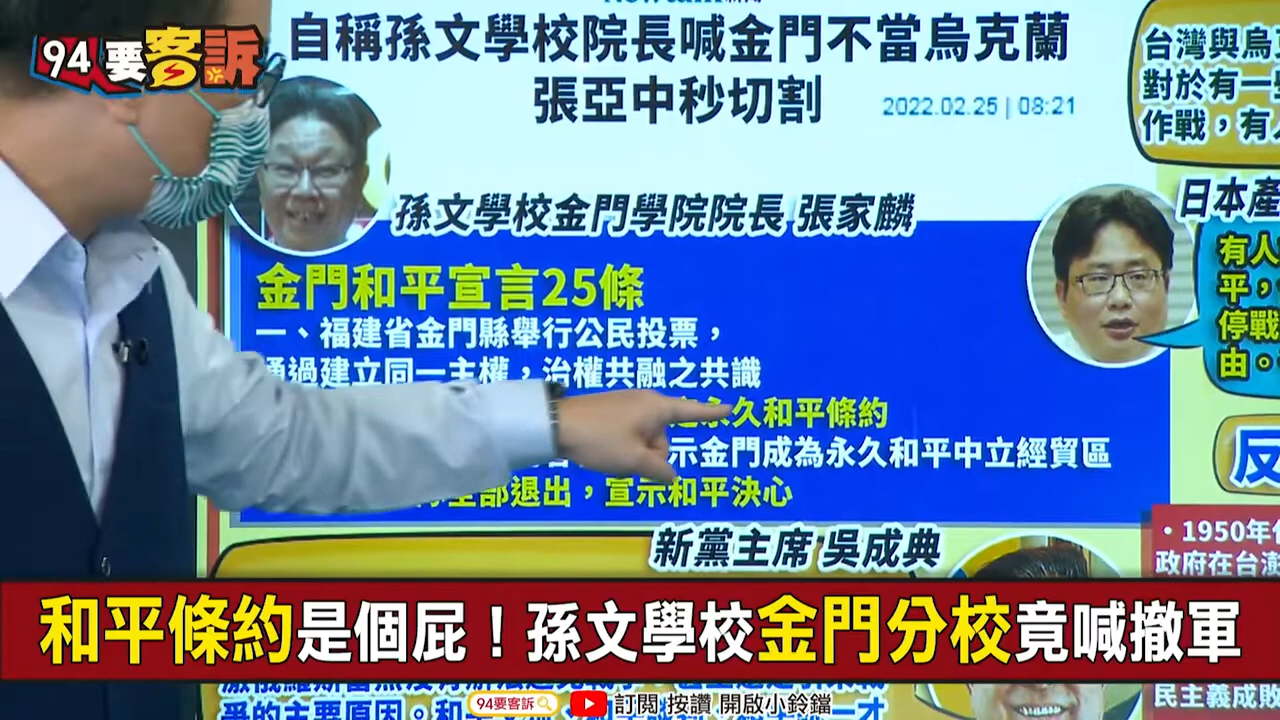 94要客訴
自稱孫文學校院長喊金門不當烏克蘭
張亞中秒切割
2022.02.25 | 08:21
孫文學校金門學院院長 張家麟
金門和平宣言25條
一、福建省金門縣舉行公民投票，
通過建立同一主權，治權共融之共識
永久和平條約
示金門成為永久和平中立經貿區
全部退出，宣示和平決心
新黨主席 吳成典
台灣與烏
對於有一
作戰，有
日本產
有人
平，
停戰
由。
反
・1950年
政府在台澎
和平條約是個屁！孫文學校金門分校竟喊撤軍
民主義成敗
的主要原因。和
94要客訴
訂閱 按讚 開啟小鈴鐺